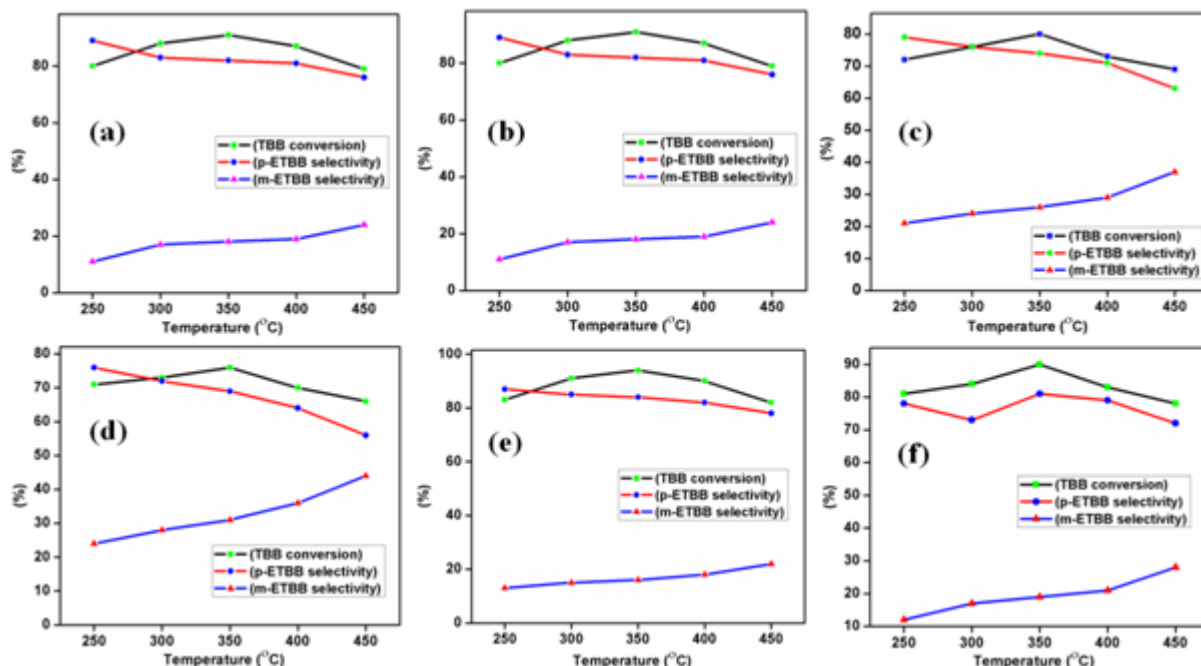 80
60
40
20
0
(%)
(a)
(TBB conversion)
(p-ETBB selectivity)
(m-ETBB selectivity)
250 300 350 400 450
Temperature (°C)
80
60
40
20
0
(%)
(b)
(TBB conversion)
(p-ETBB selectivity)
(m-ETBB selectivity)
250 300 350 400 450
Temperature (°C)
80
70
60
50
40
30
20
10
0
(%)
(c)
(TBB conversion)
(p-ETBB selectivity)
(m-ETBB selectivity)
250 300 350 400 450
Temperature (°C)
80
70
60
50
40
30
20
10
0
(%)
(d)
(TBB conversion)
(p-ETBB selectivity)
(m-ETBB selectivity)
250 300 350 400 450
Temperature (°C)
100
80
60
40
20
0
(%)
(e)
(TBB conversion)
(p-ETBB selectivity)
(m-ETBB selectivity)
250 300 350 400 450
Temperature (°C)
90
80
70
60
50
40
30
20
10
(%)
(f)
(TBB conversion)
(p-ETBB selectivity)
(m-ETBB selectivity)
250 300 350 400 450
Temperature (°C)